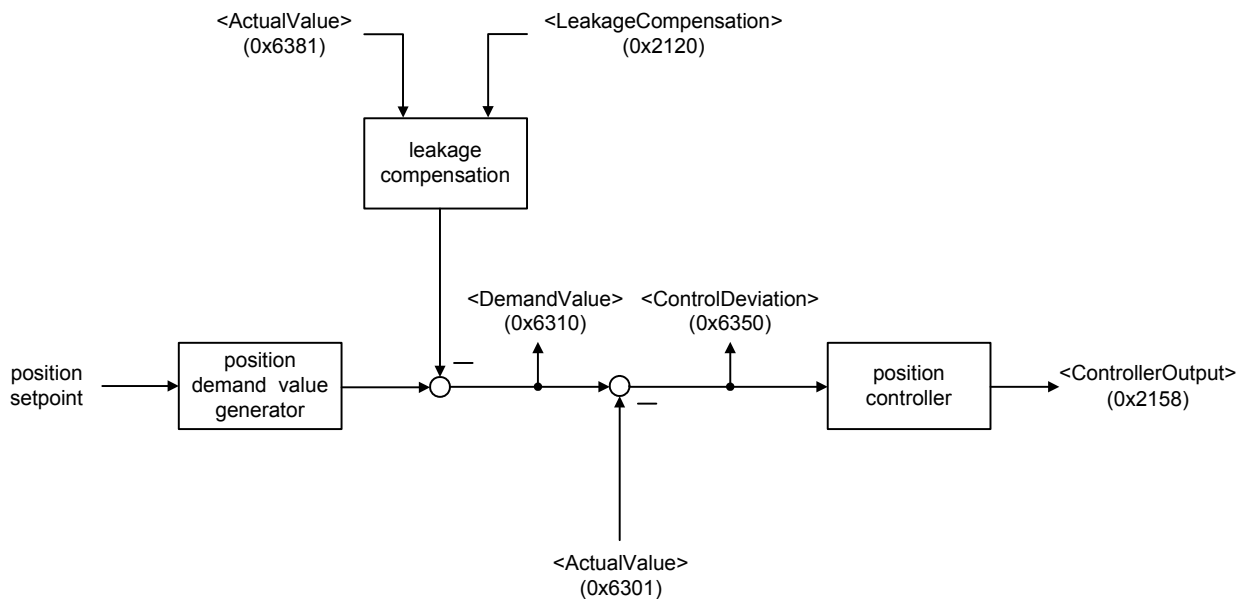 <ActualValue>
(0x6381)
<LeakageCompensation>
(0x2120)
leakage
compensation
<DemandValue>
(0x6310)
<ControlDeviation>
(0x6350)
position
setpoint
position
demand value
generator
position
controller
<ControllerOutput>
(0x2158)
<ActualValue>
(0x6301)